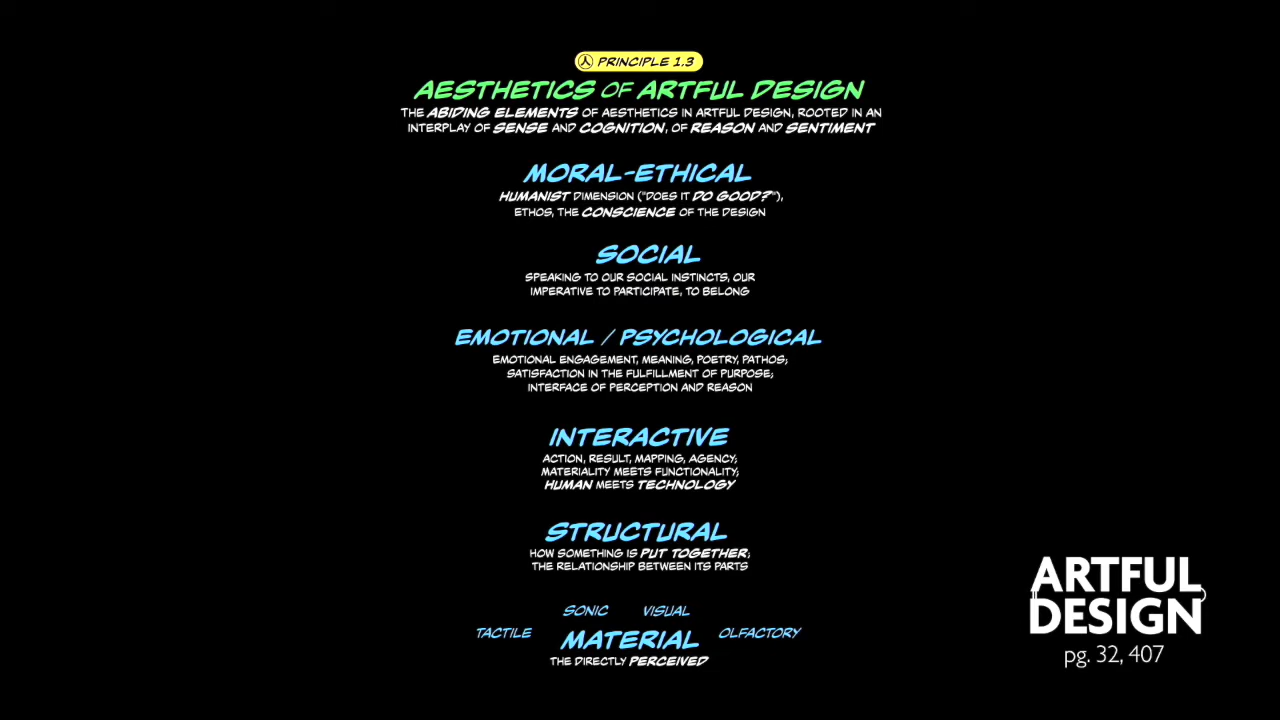 PRINCIPLE 1.3
AESTHETICS OF ARTFUL DESIGN
THE ABIDING ELEMENTS OF AESTHETICS IN ARTFUL DESIGN, ROOTED IN AN
INTERPLAY OF SENSE AND COGNITION, OF REASON AND SENTIMENT
MORAL-ETHICAL
HUMANIST DIMENSION ("DOES IT DO GOOD?"),
ETHOS, THE CONSCIENCE OF THE DESIGN
SOCIAL
SPEAKING TO OUR SOCIAL INSTINCTS, OUR
IMPERATIVE TO PARTICIPATE, TO BELONG
EMOTIONAL / PSYCHOLOGICAL
EMOTIONAL ENGAGEMENT, MEANING, POETRY, PATHOS;
SATISFACTION IN THE FULFILLMENT OF PURPOSE;
INTERFACE OF PERCEPTION AND REASON
INTERACTIVE
ACTION, RESULT, MAPPING, AGENCY;
MATERIALITY MEETS FUNCTIONALITY;
HUMAN MEETS TECHNOLOGY
STRUCTURAL
HOW SOMETHING IS PUT TOGETHER;
THE RELATIONSHIP BETWEEN ITS PARTS
SONIC VISUAL
TACTILE MATERIAL OLFACTORY
THE DIRECTLY PERCEIVED
ARTFUL
DESIGN
pg. 32, 407